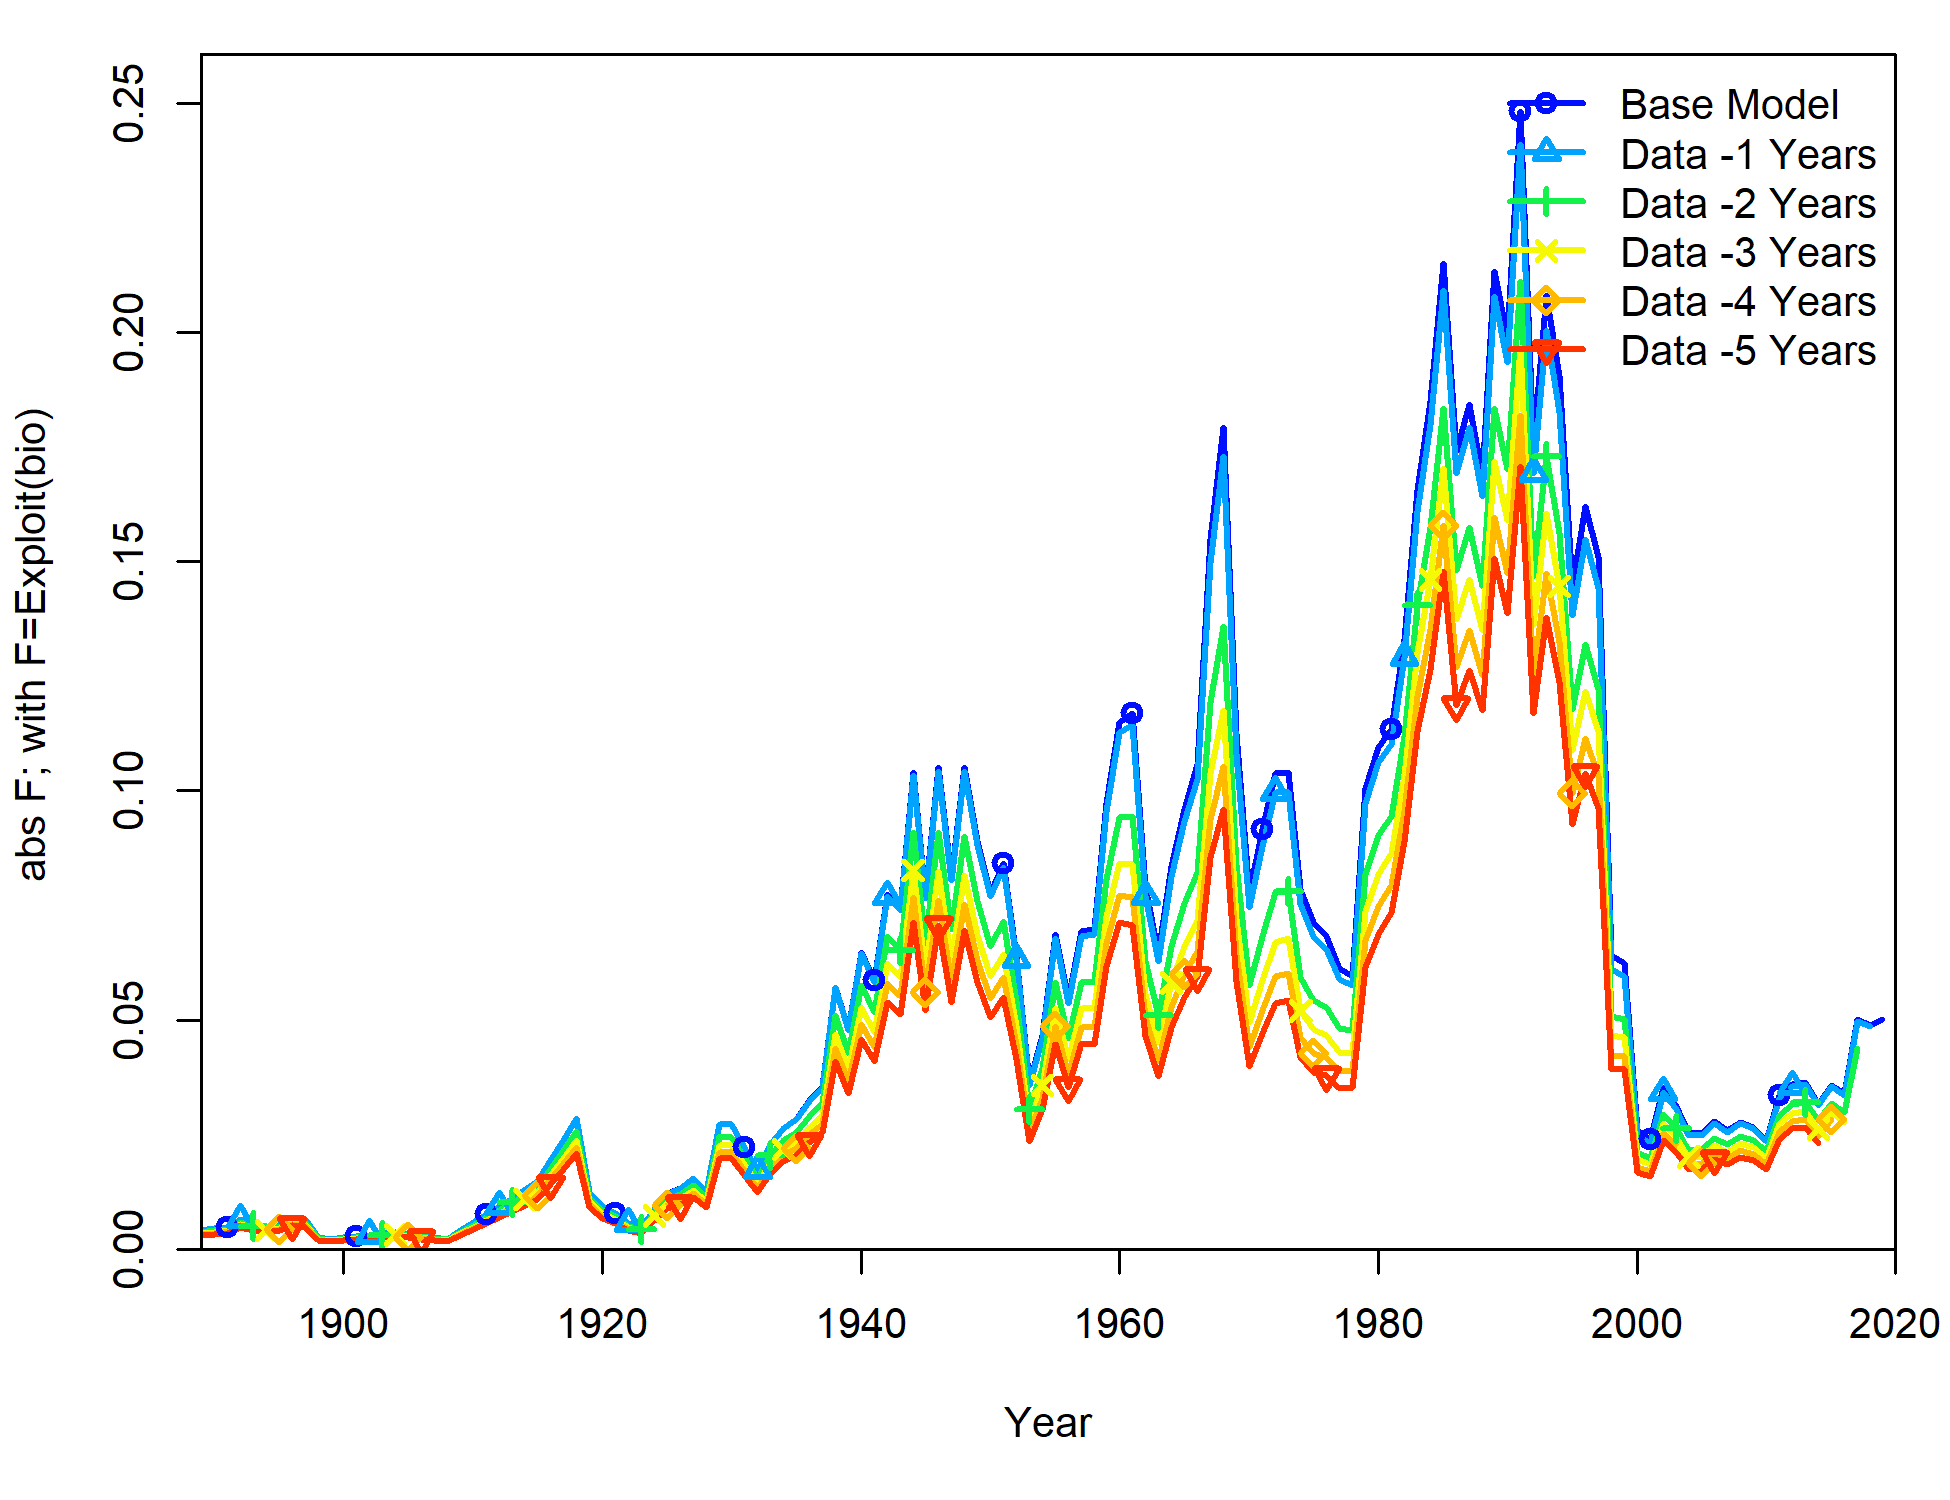 Base Model
Data -1 Years
Data -2 Years
Data -3 Years
Data -4 Years
Data -5 Years
abs F; with F=Exploit(bio)
0.25
0.20
0.15
0.10
0.05
0.00
1900 1920 1940 1960 1980 2000 2020
Year